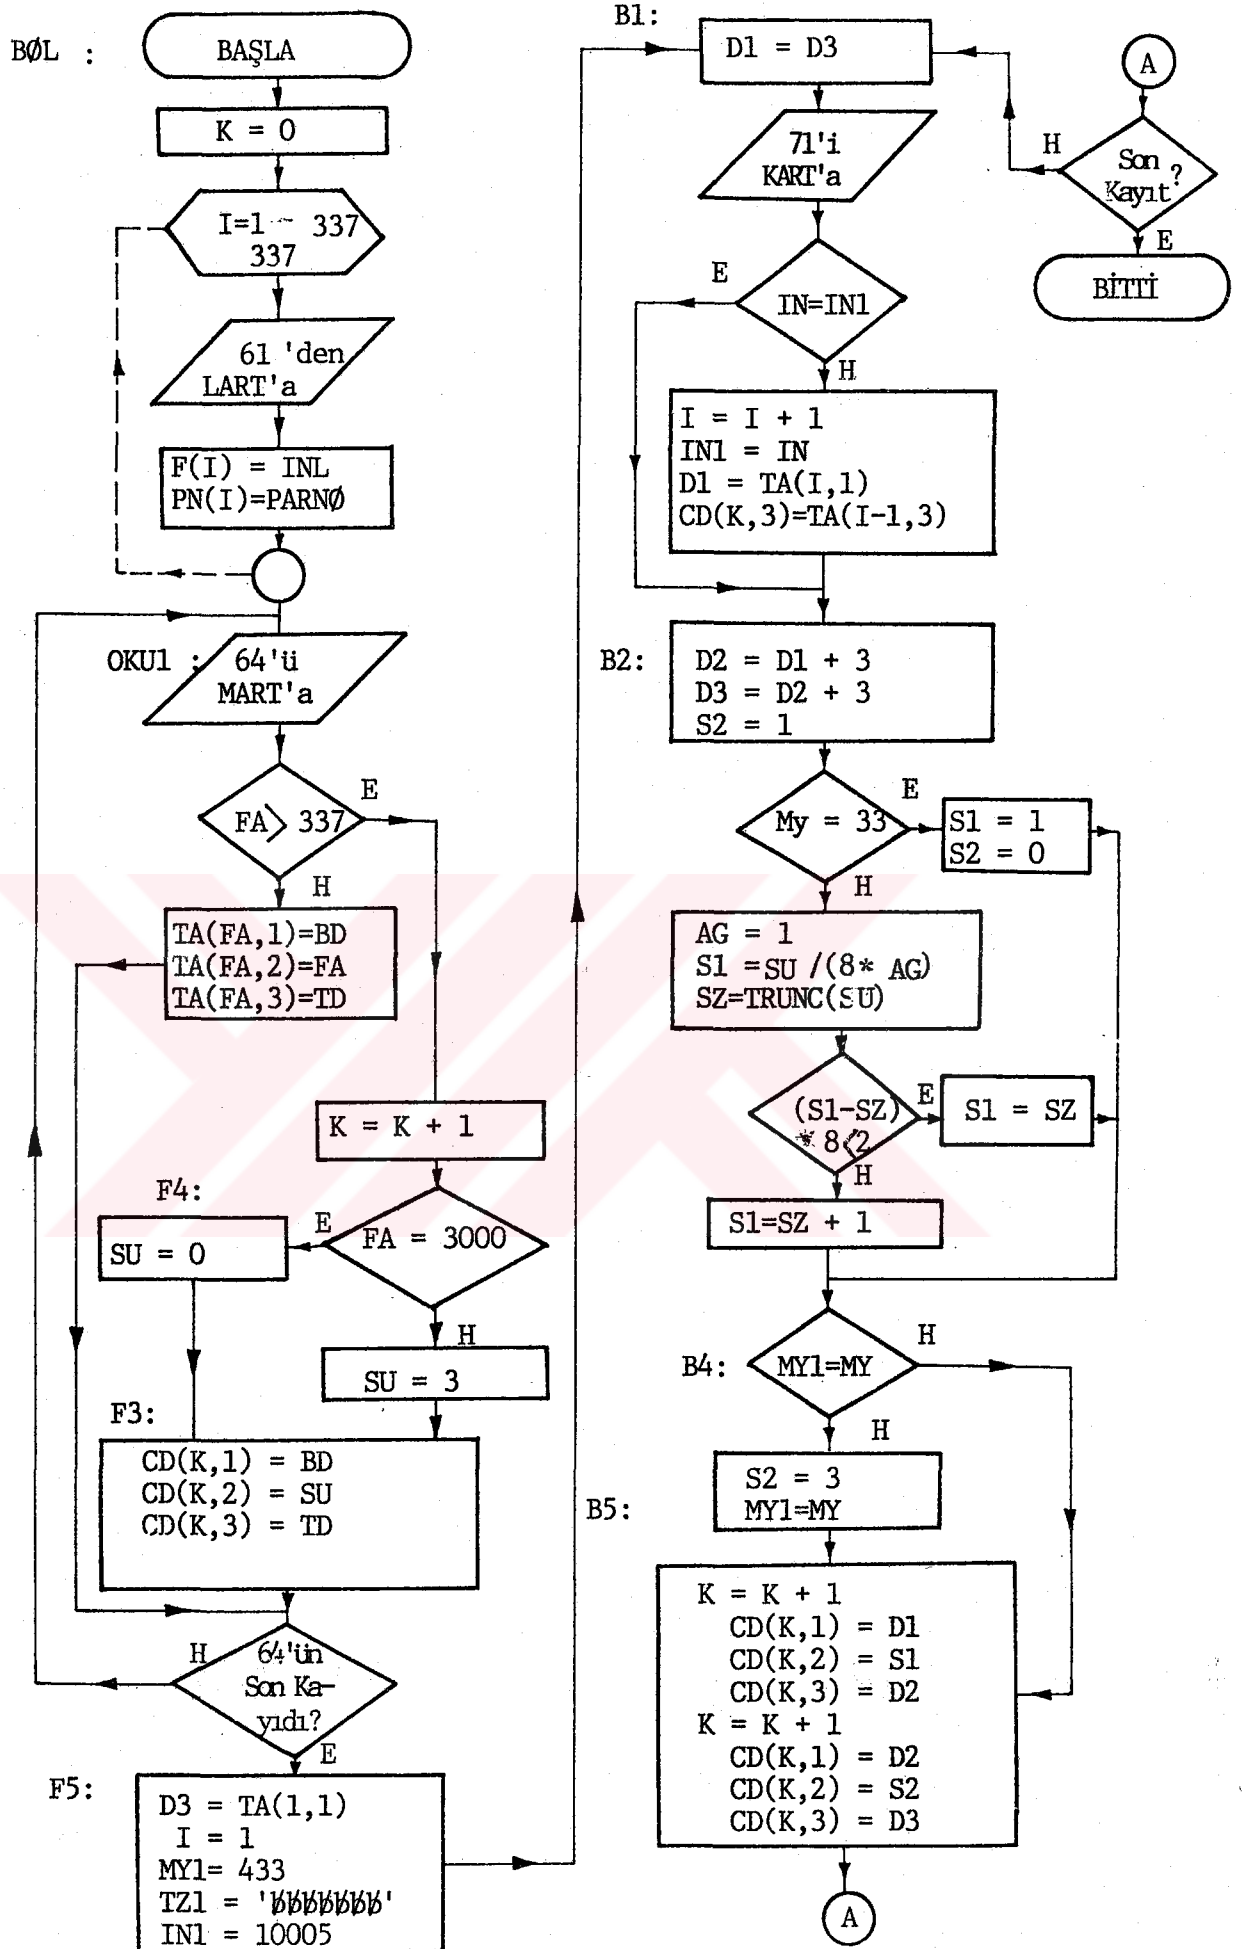 BØL :
BAŞLA
K = 0
I=1 - 337
337
61 'den
LART'a
F(I) = INL
PN(I)=PARNØ
OKU1 :
64'ü
MART'a
FA> 337
E
H
TA(FA,1)=BD
TA(FA,2)=FA
TA(FA,3)=TD
K = K + 1
F4:
SU = 0
E
FA = 3000
H
SU = 3
F3:
CD(K,1) = BD
CD(K,2) = SU
CD(K,3) = TD
H
64'ün
Son Ka-
yıdı?
E
F5:
D3 = TA(1,1)
I = 1
MY1= 433
TZ1 = 'ɃɃɃɃɃɃɃ'
IN1 = 10005
B1:
D1 = D3
A
71'i
KART'a
H
Son
Kayıt?
E
BİTTİ
E
IN=IN1
H
I = I + 1
IN1 = IN
D1 = TA(I,1)
CD(K,3)=TA(I-1,3)
B2:
D2 = D1 + 3
D3 = D2 + 3
S2 = 1
My = 33
E
S1 = 1
S2 = 0
H
AG = 1
S1 =SU /(8* AG)
SZ=TRUNC(SU)
(S1-SZ)
* 8<2
E
S1 = SZ
H
S1=SZ + 1
B4:
MY1=MY
H
H
S2 = 3
MY1=MY
B5:
K = K + 1
CD(K,1) = D1
CD(K,2) = S1
CD(K,3) = D2
K = K + 1
CD(K,1) = D2
CD(K,2) = S2
CD(K,3) = D3
A